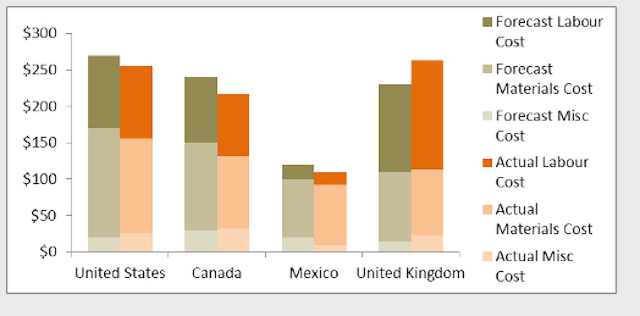 $300
$250
$200
$150
$100
$50
$0
United States
Canada
Mexico
United Kingdom
Forecast Labour
Cost
Forecast
Materials Cost
Forecast Misc
Cost
Actual Labour
Cost
Actual
Materials Cost
Actual Misc
Cost